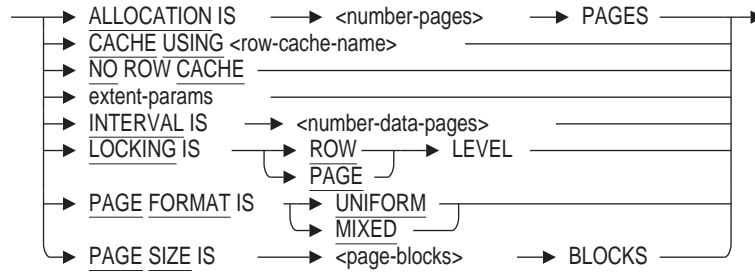 ALLOCATION IS <number-pages> PAGES
CACHE USING <row-cache-name>
NO ROW CACHE
extent-params
INTERVAL IS <number-data-pages>
LOCKING IS ROW LEVEL
PAGE
PAGE FORMAT IS UNIFORM
MIXED
PAGE SIZE IS <page-blocks> BLOCKS